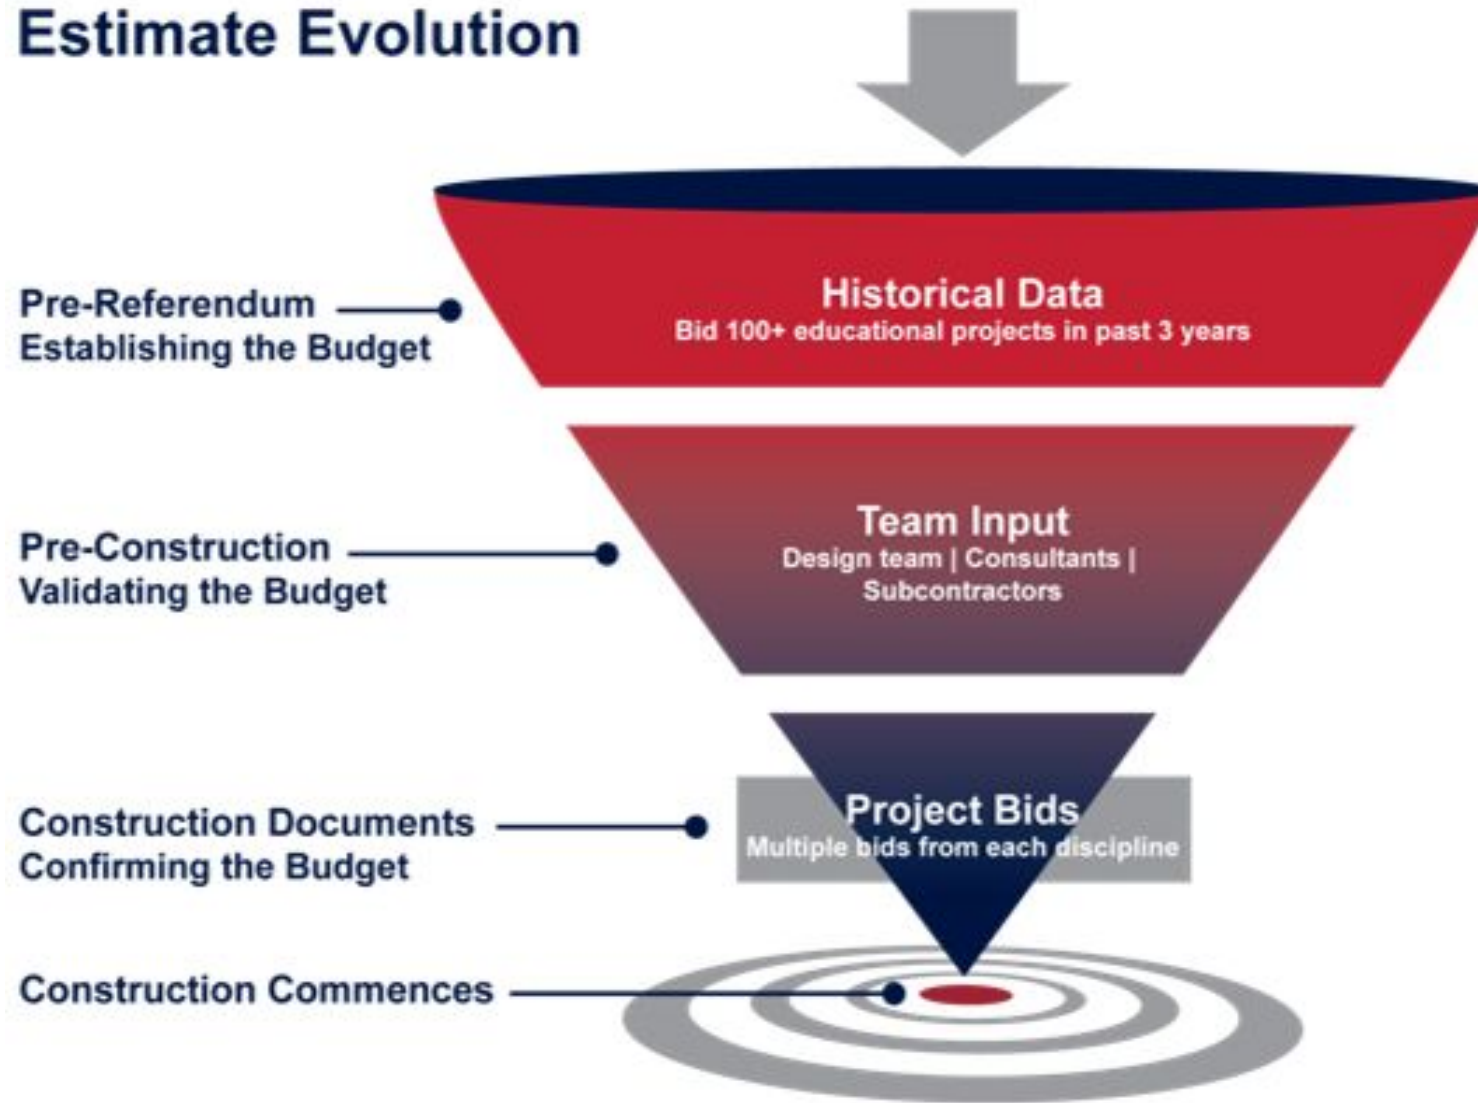 Estimate Evolution
Pre-Referendum
Establishing the Budget
Historical Data
Bid 100+ educational projects in past 3 years
Pre-Construction
Validating the Budget
Team Input
Design team | Consultants |
Subcontractors
Construction Documents
Confirming the Budget
Project Bids
Multiple bids from each discipline
Construction Commences